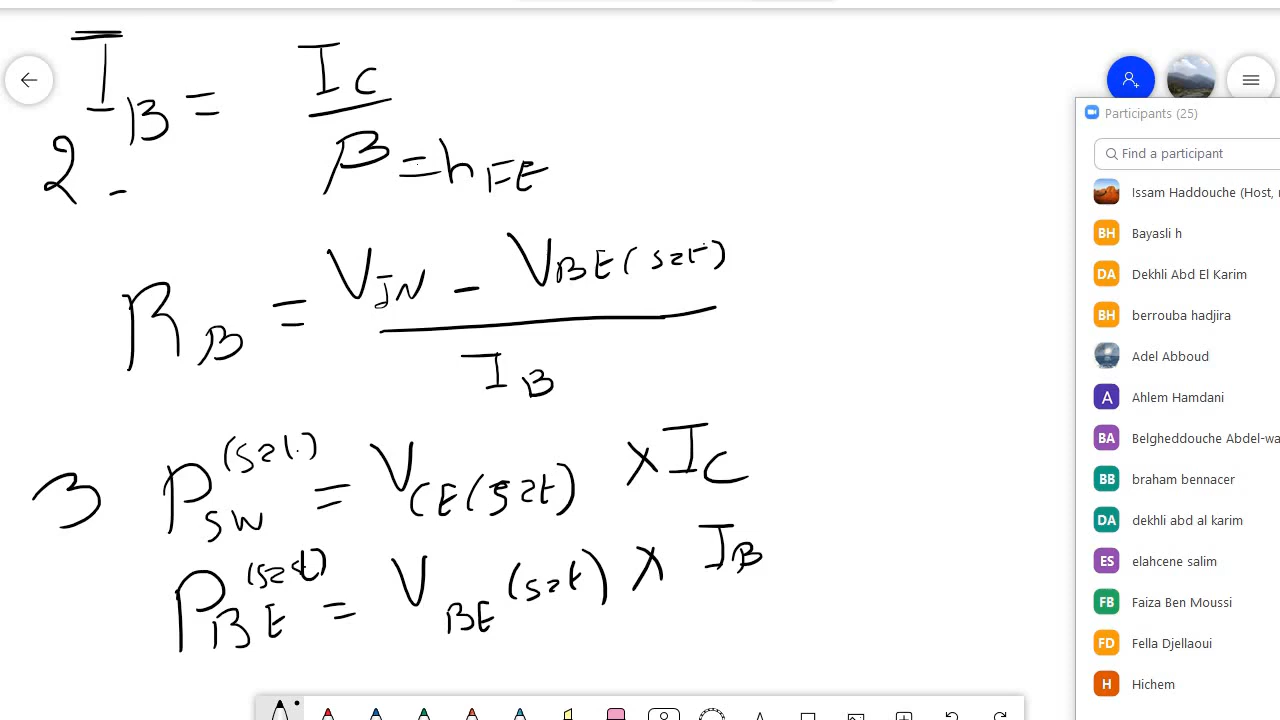 I_B = I_C / β = h_FE
2 -
R_B = (V_IN - V_BE(sat)) / I_B
3 P_SW^(sat) = V_CE(sat) × I_C
P_BE^(sat) = V_BE(sat) × I_B
Participants (25)
Find a participant
Issam Haddouche (Host,
BH Bayasli h
DA Dekhli Abd El Karim
BH berrouba hadjira
Adel Abboud
A Ahlem Hamdani
BA Belgheddouche Abdel-wa
BB braham bennacer
DA dekhli abd al karim
ES elahcene salim
FB Faiza Ben Moussi
FD Fella Djellaoui
H Hichem